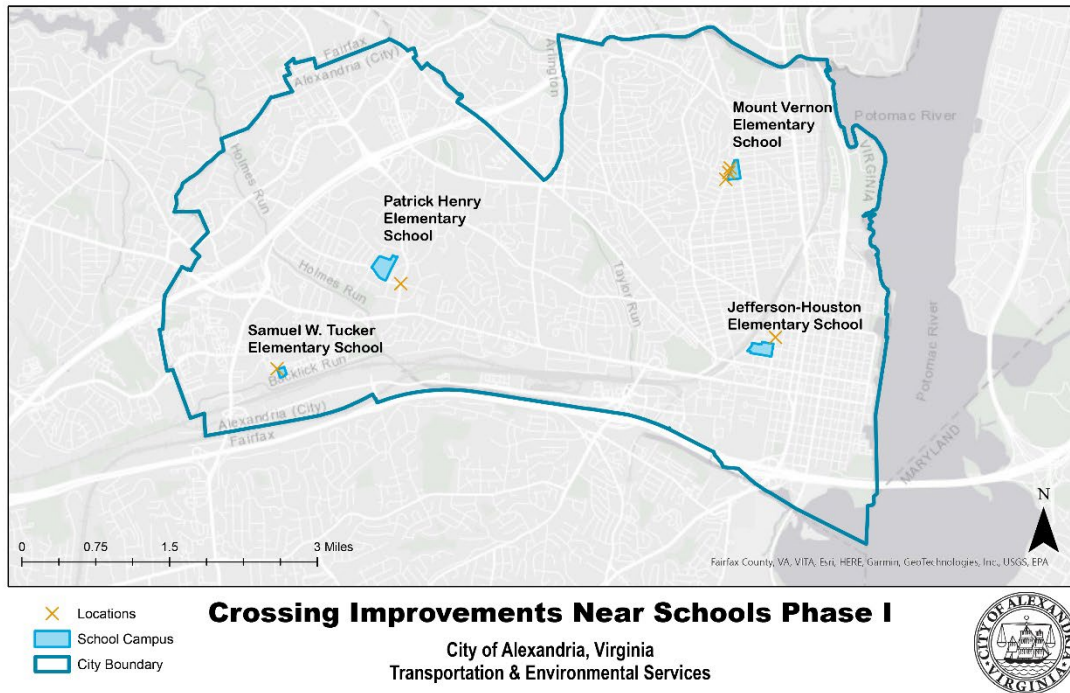 Fairfax
Alexandria (City)
Arlington
Mount Vernon
Elementary
School
Potomac River
VIRGINIA
Holmes Run
Patrick Henry
Elementary
School
Holmes Run
Taylor Run
Jefferson-Houston
Elementary School
Samuel W. Tucker
Elementary School
Backlick Run
Potomac River
Alexandria (City)
Fairfax
MARYLAND
N
0 0.75 1.5 3 Miles
Fairfax County, VA, VITA, Esri, HERE, Garmin, GeoTechnologies, Inc., USGS, EPA
Locations
School Campus
City Boundary
Crossing Improvements Near Schools Phase I
City of Alexandria, Virginia
Transportation & Environmental Services
CITY OF ALEXANDRIA
VIRGINIA